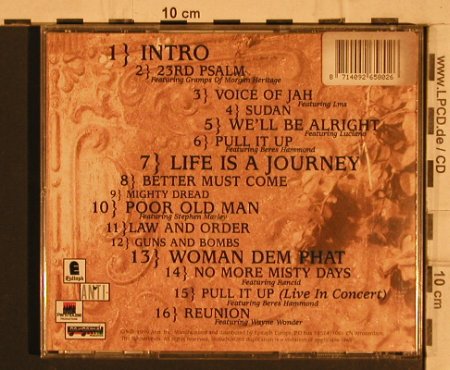 10 cm
1} INTRO
2} 23RD PSALM
Featuring Gramps Of Morgan Heritage
3} VOICE OF JAH
Featuring Lma
4} SUDAN
5} WE'LL BE ALRIGHT
Featuring Luciano
6} PULL IT UP
Featuring Beres Hammond
7} LIFE IS A JOURNEY
8} BETTER MUST COME
9} MIGHTY DREAD
10} POOR OLD MAN
Featuring Stephen Marley
11} LAW AND ORDER
12} GUNS AND BOMBS
13} WOMAN DEM PHAT
14} NO MORE MISTY DAYS
Featuring Rancid
15} PULL IT UP (Live In Concert)
Featuring Beres Hammond
16} REUNION
Featuring Wayne Wonder
8 714092 658026
Epitaph
ANTI
www.LPCD.de / CD
10 cm